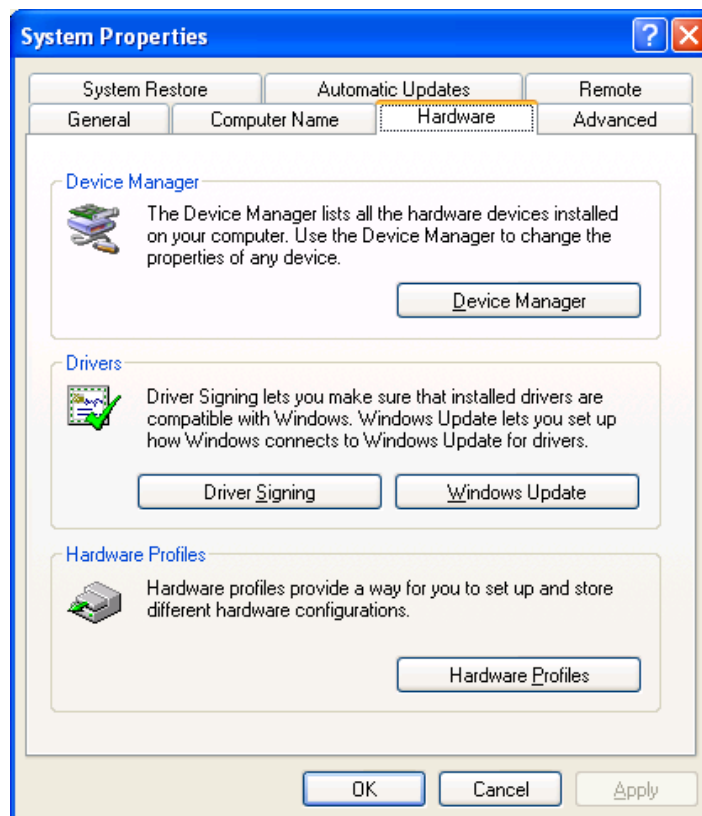 System Properties
System Restore
Automatic Updates
Remote
General
Computer Name
Hardware
Advanced
Device Manager
The Device Manager lists all the hardware devices installed
on your computer. Use the Device Manager to change the
properties of any device.
Device Manager
Drivers
Driver Signing lets you make sure that installed drivers are
compatible with Windows. Windows Update lets you set up
how Windows connects to Windows Update for drivers.
Driver Signing
Windows Update
Hardware Profiles
Hardware profiles provide a way for you to set up and store
different hardware configurations.
Hardware Profiles
OK
Cancel
Apply